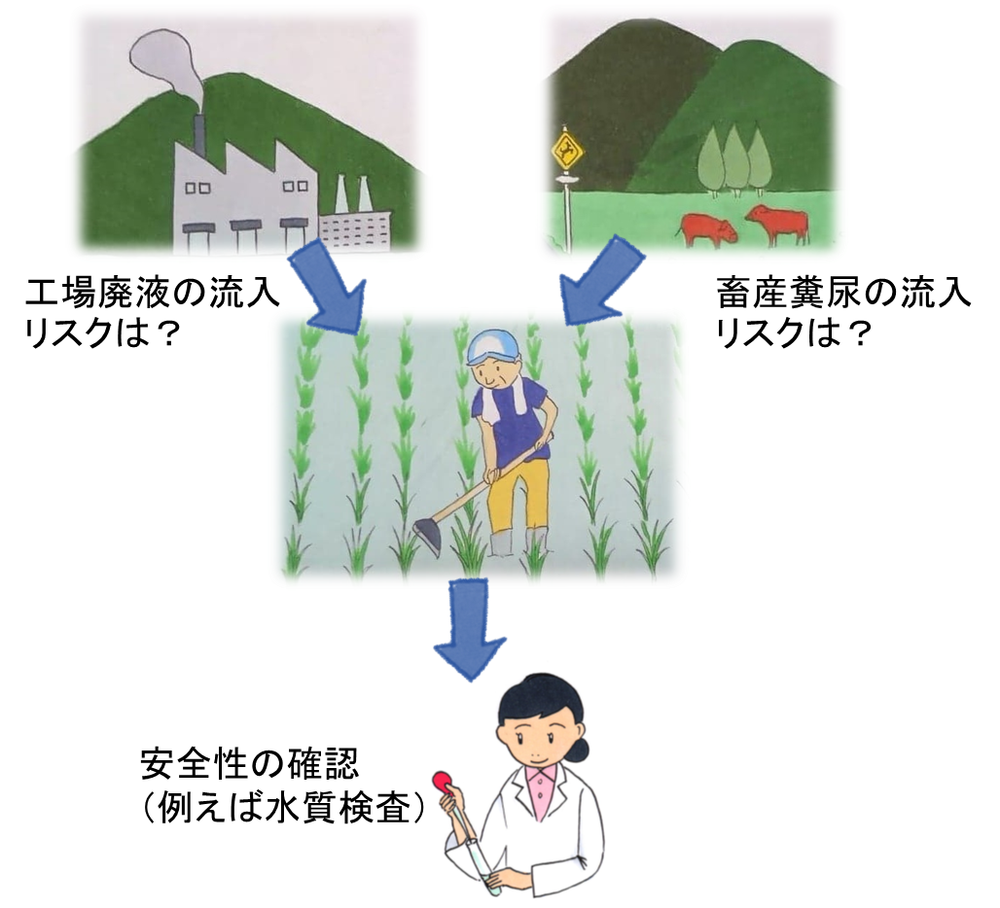 工場廃液の流入
リスクは？
畜産糞尿の流入
リスクは？
安全性の確認
（例えば水質検査）